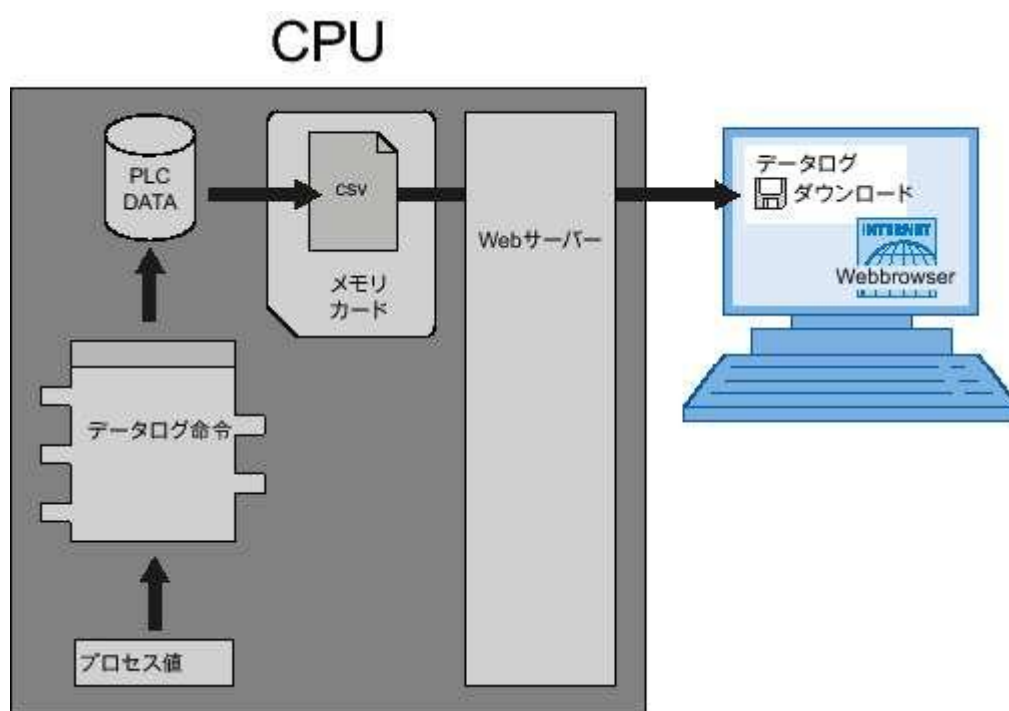 CPU
PLC
DATA
csv
メモリ
カード
Webサーバー
データログ
ダウンロード
INTERNET
Webbrowser
データログ命令
プロセス値